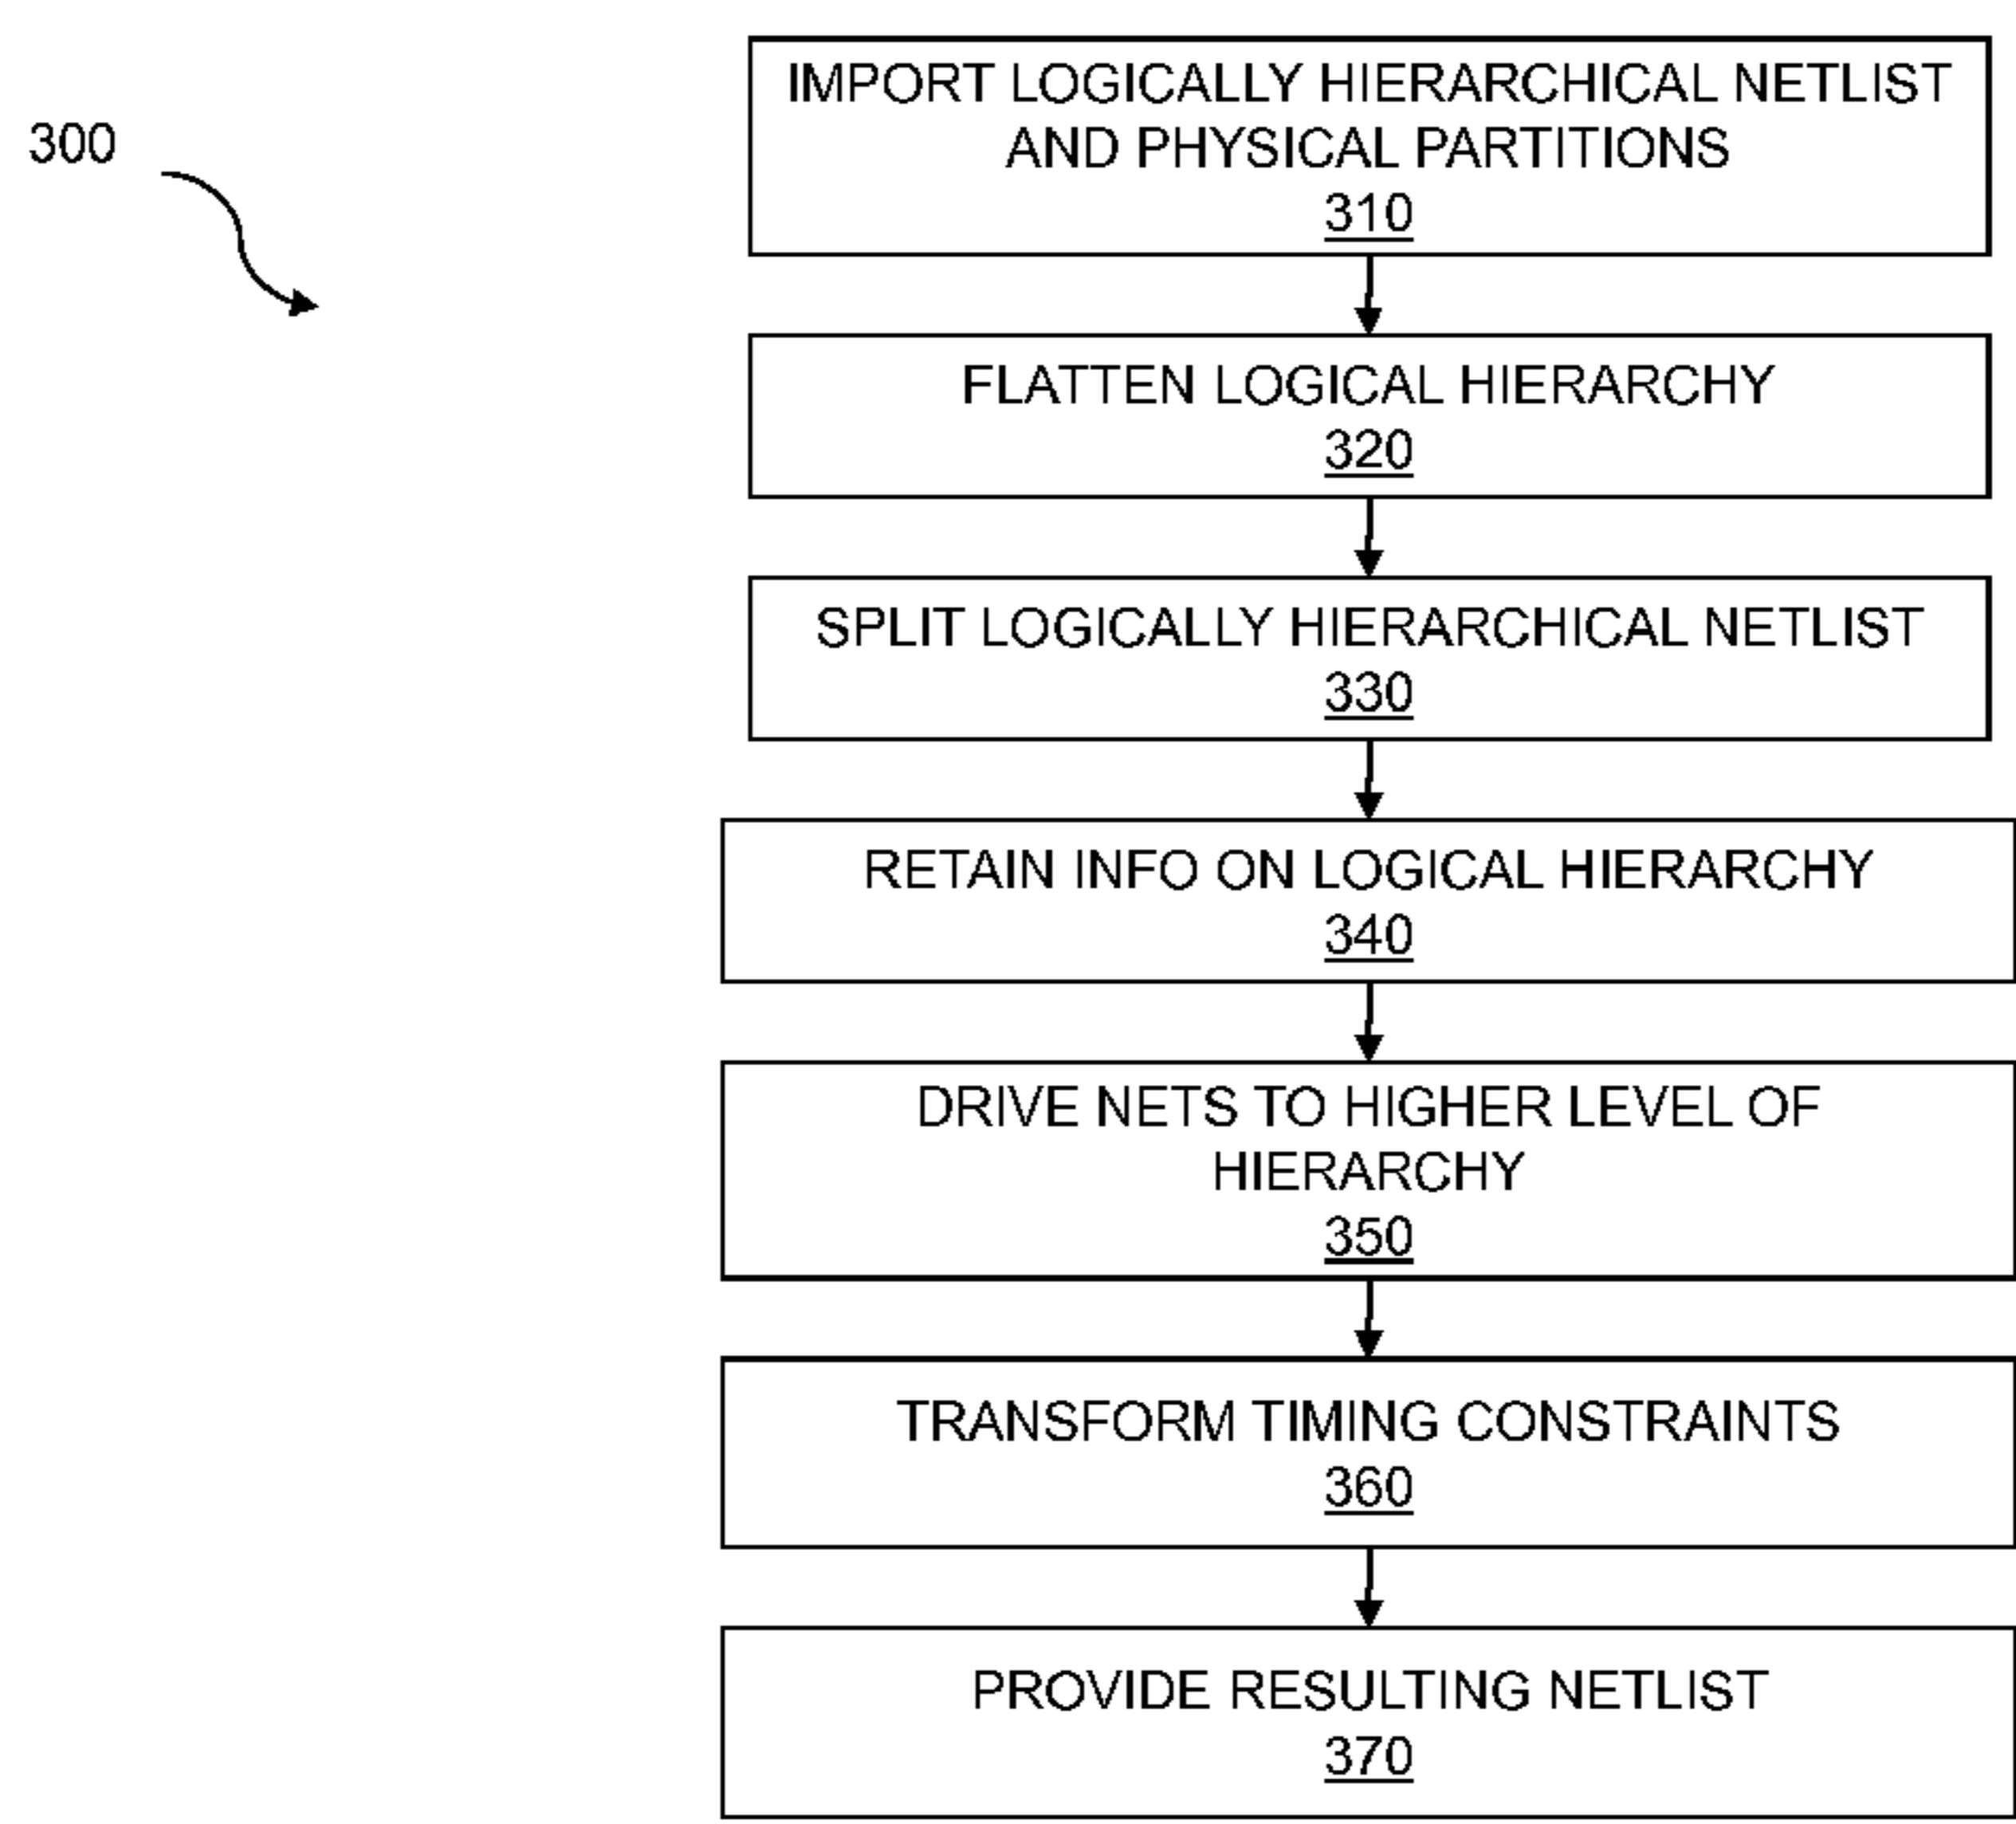 300
IMPORT LOGICALLY HIERARCHICAL NETLIST
AND PHYSICAL PARTITIONS
310
FLATTEN LOGICAL HIERARCHY
320
SPLIT LOGICALLY HIERARCHICAL NETLIST
330
RETAIN INFO ON LOGICAL HIERARCHY
340
DRIVE NETS TO HIGHER LEVEL OF
HIERARCHY
350
TRANSFORM TIMING CONSTRAINTS
360
PROVIDE RESULTING NETLIST
370